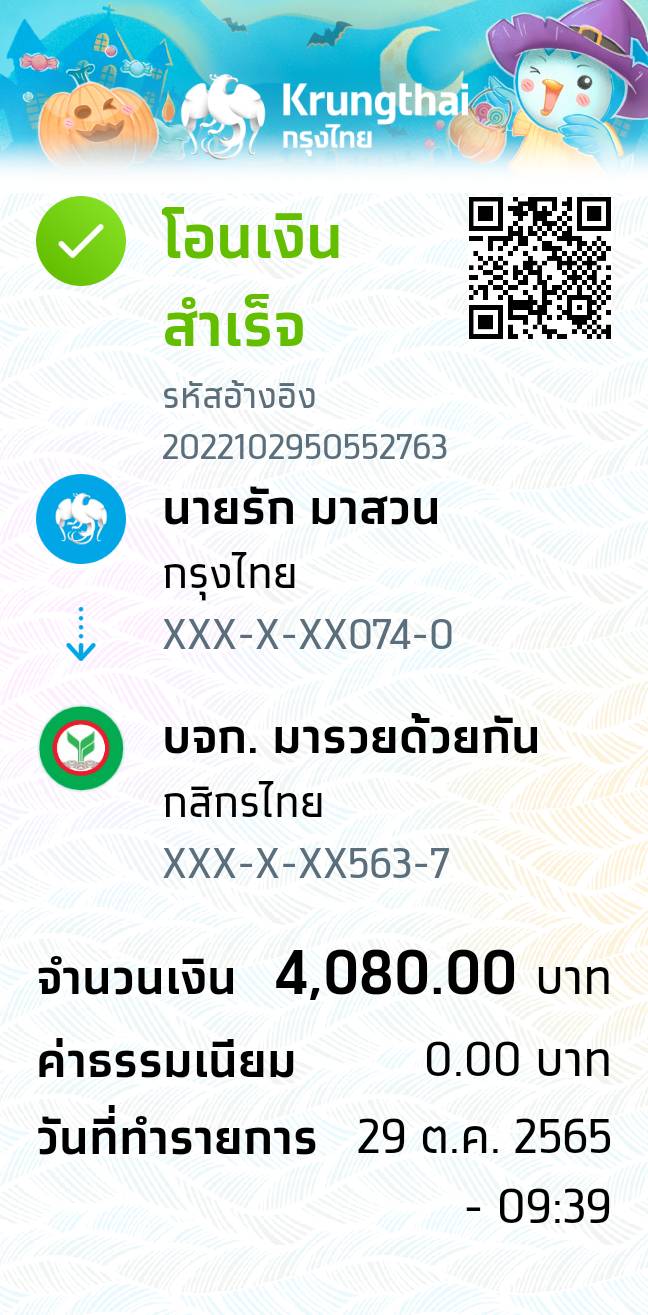 Krungthai
กรุงไทย
โอนเงิน
สำเร็จ
รหัสอ้างอิง
2022102950552763
นายรัก มาสวน
กรุงไทย
XXX-X-XX074-0
บจก. มารวยด้วยกัน
กสิกรไทย
XXX-X-XX563-7
จำนวนเงิน 4,080.00 บาท
ค่าธรรมเนียม 0.00 บาท
วันที่ทำรายการ 29 ต.ค. 2565
- 09:39